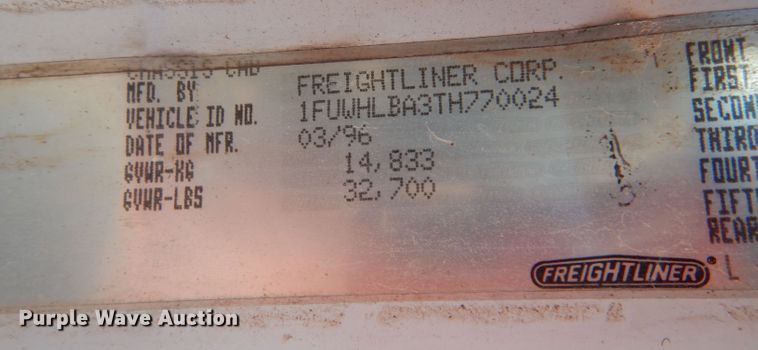 CHASSIS CAB
MFD. BY FREIGHTLINER CORP.
VEHICLE ID NO. 1FUWHLBA3TH770024
DATE OF MFR. 03/96
GVWR-KG 14,833
GVWR-LBS 32,700
FRONT
FIRST
SECON
THIRD
FOURT
FIFT
REAR
FREIGHTLINER® L
Purple Wave Auction